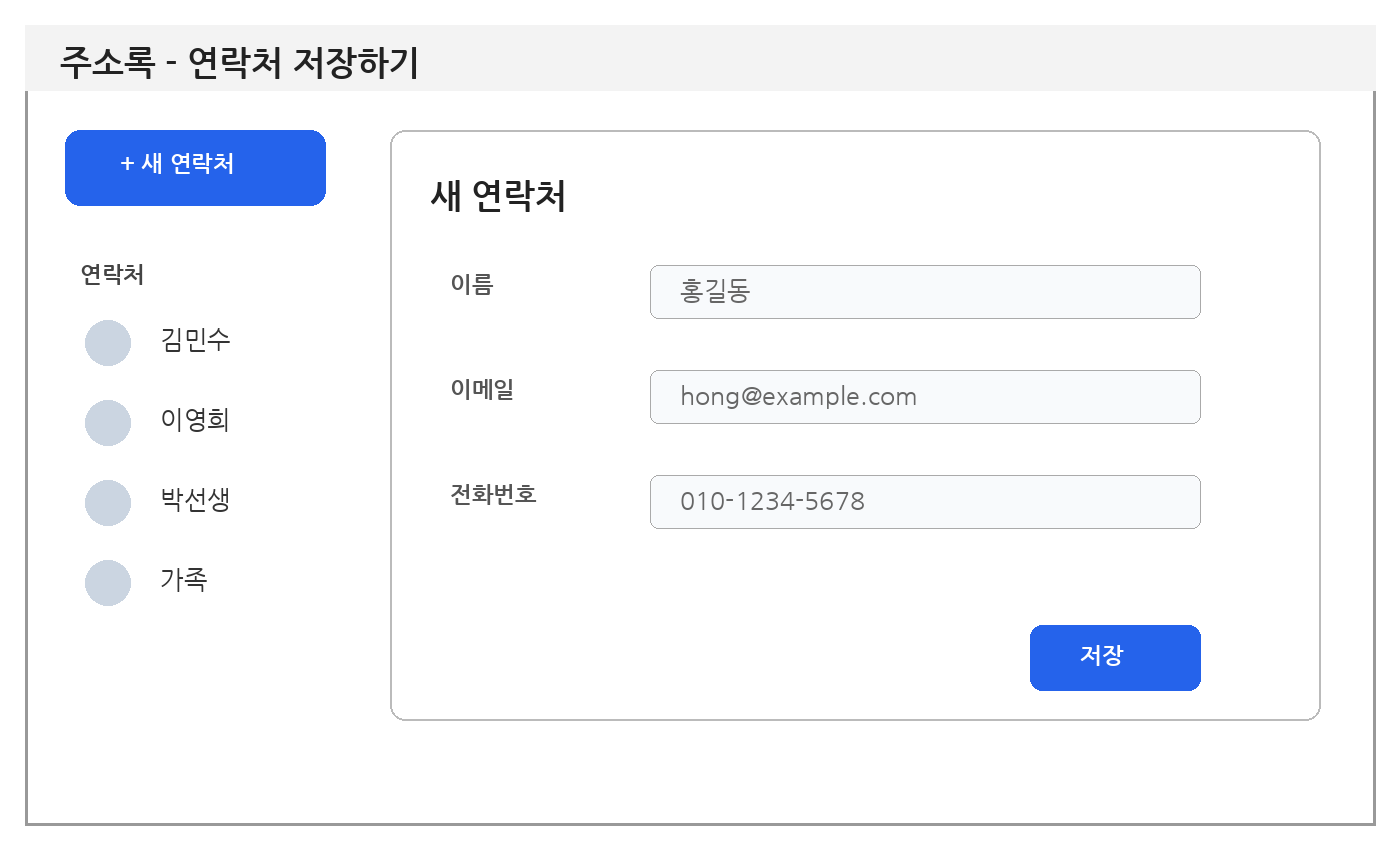 주소록 - 연락처 저장하기
+ 새 연락처
연락처
김민수
이영희
박선생
가족
새 연락처
이름
홍길동
이메일
hong@example.com
전화번호
010-1234-5678
저장